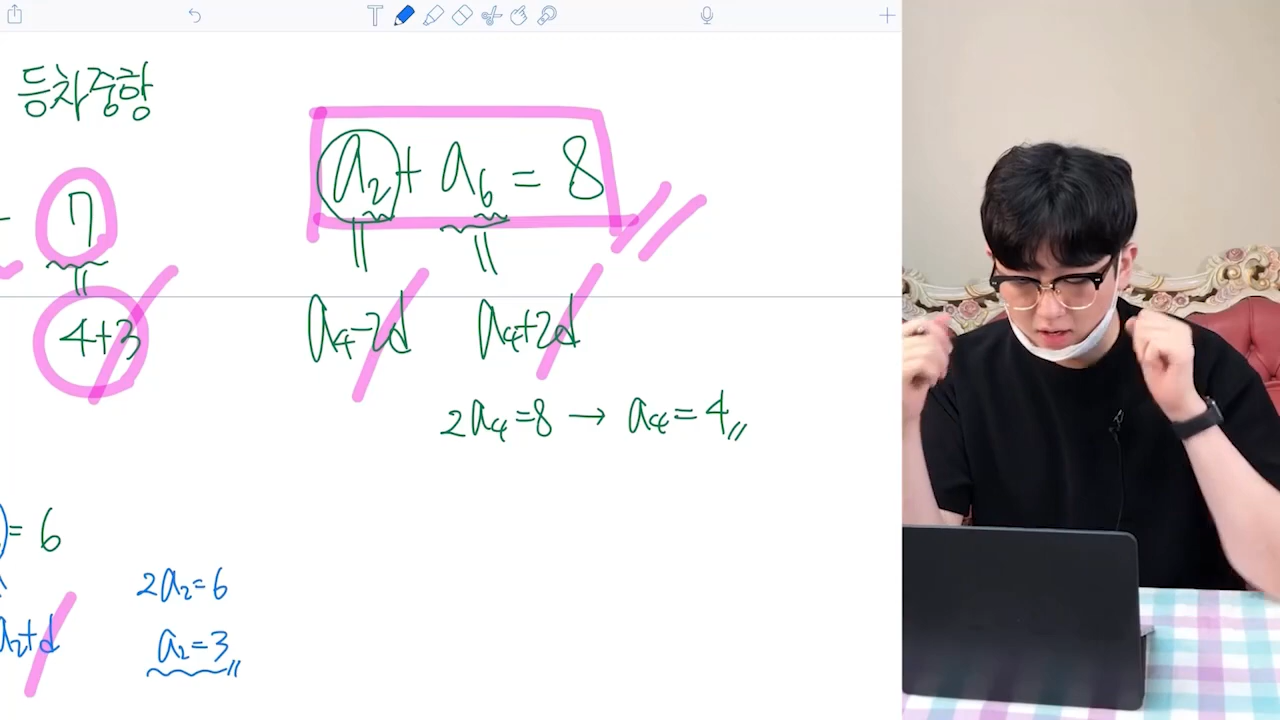 등차중항
7
=
4+3
a₂ + a₆ = 8
= =
a₄-2d a₄+2d
2a₄=8 → a₄=4
= 6
a₂+d
2a₂=6
a₂=3